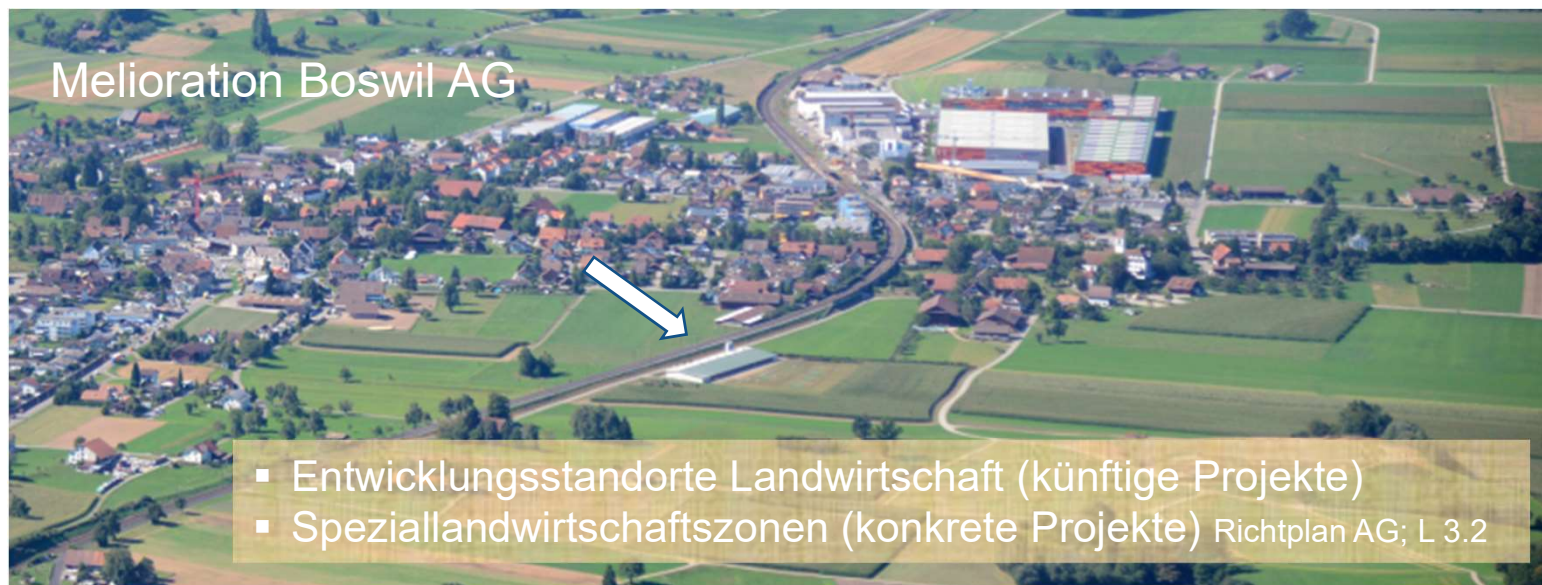 Melioration Boswil AG
▪ Entwicklungsstandorte Landwirtschaft (künftige Projekte)
▪ Speziallandwirtschaftszonen (konkrete Projekte) Richtplan AG; L 3.2